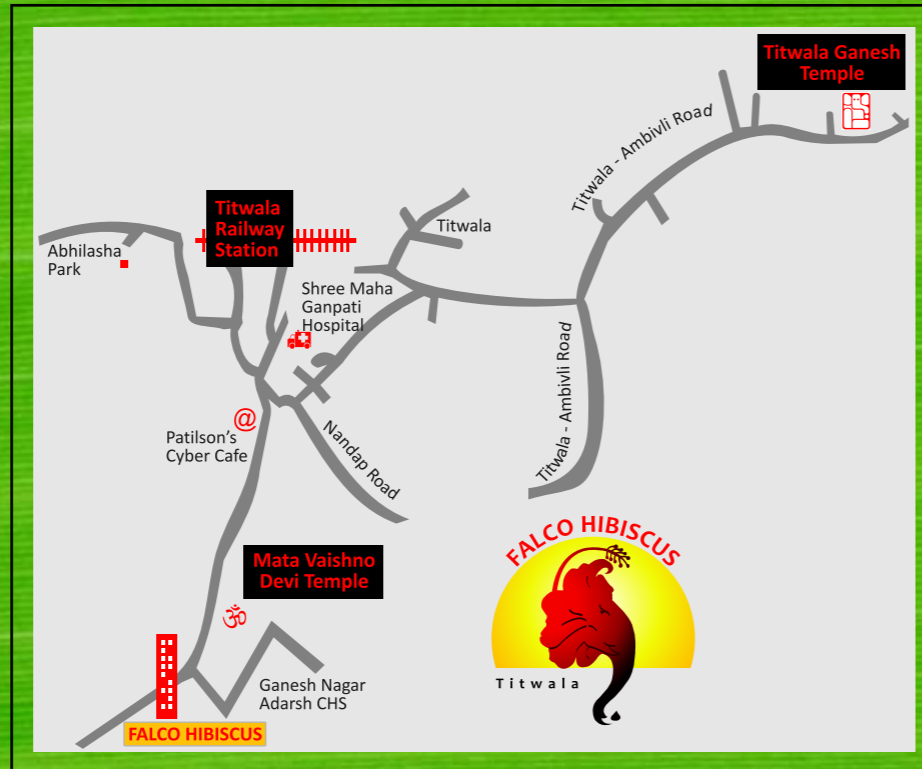 Titwala Ganesh
Temple
Titwala - Ambivli Road
Titwala
Railway
Station
Titwala
Abhilasha
Park
Shree Maha
Ganpati
Hospital
Titwala - Ambivli Road
@
Patilson's
Cyber Cafe
Nandap Road
FALCO HIBISCUS
Mata Vaishno
Devi Temple
ॐ
Titwala
Ganesh Nagar
Adarsh CHS
FALCO HIBISCUS